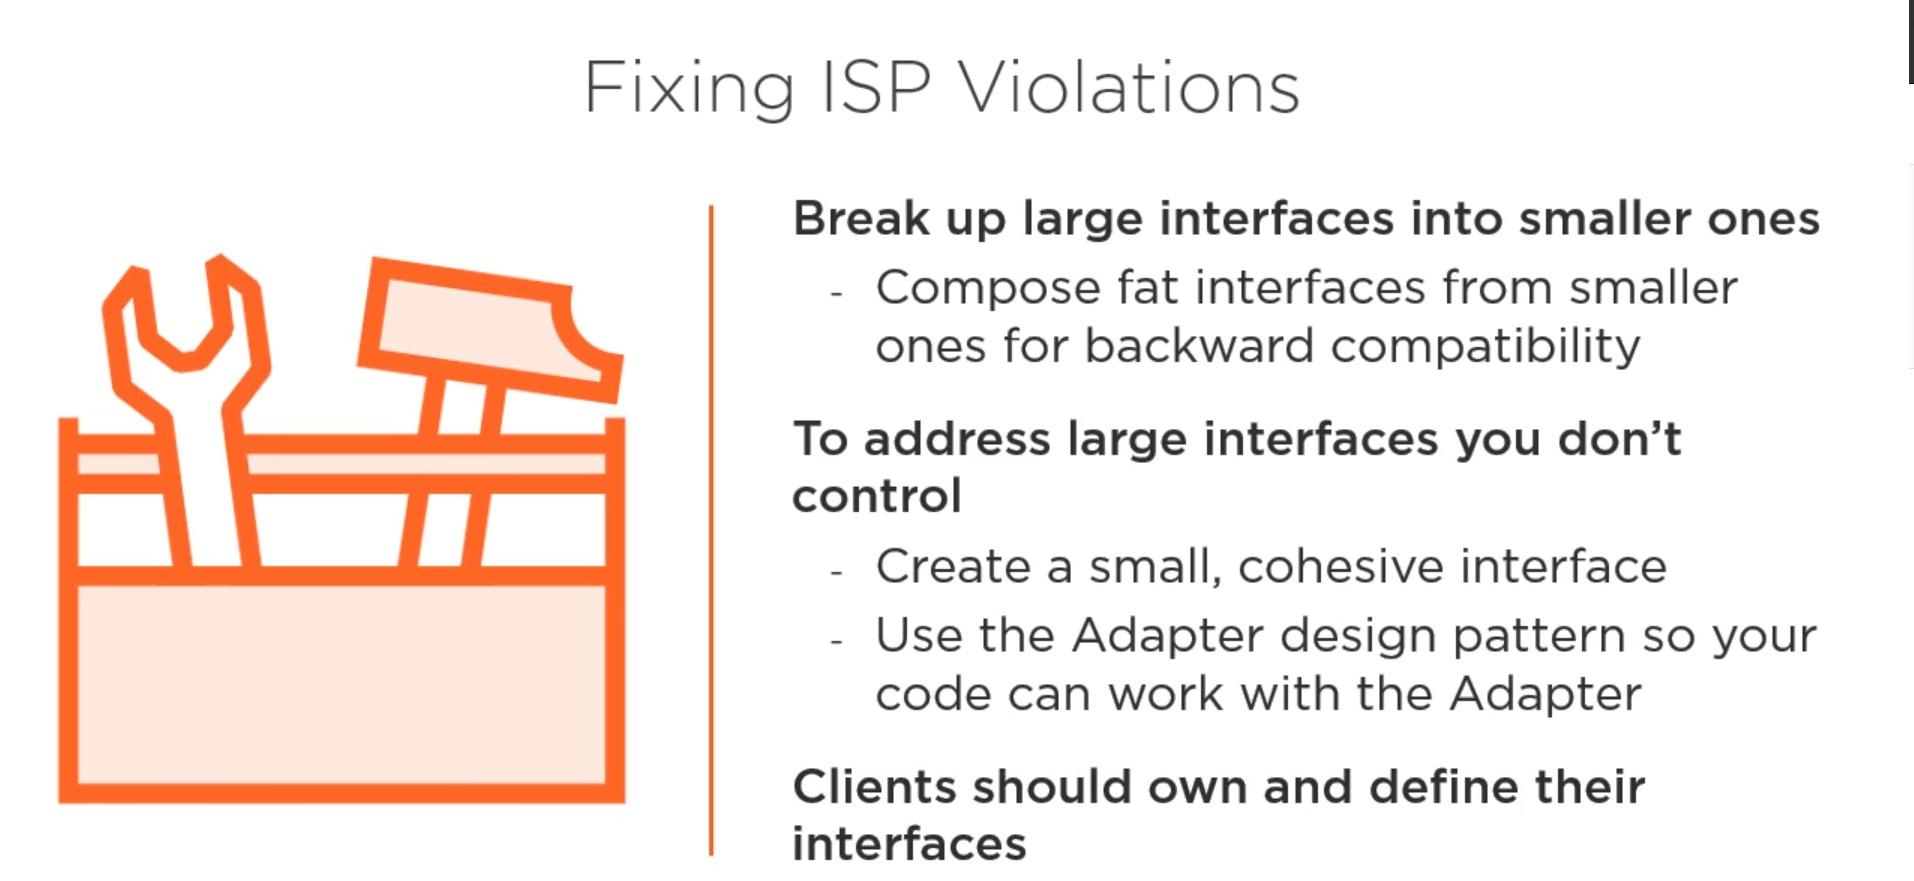 Fixing ISP Violations
Break up large interfaces into smaller ones
- Compose fat interfaces from smaller
ones for backward compatibility
To address large interfaces you don’t
control
- Create a small, cohesive interface
- Use the Adapter design pattern so your
code can work with the Adapter
Clients should own and define their
interfaces